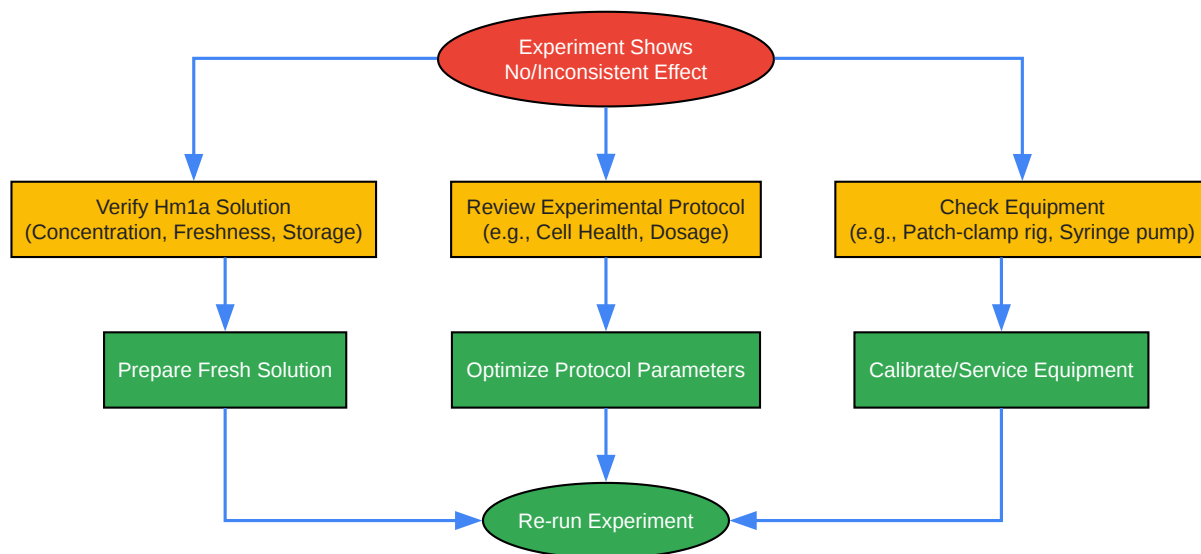 Experiment Shows
No/Inconsistent Effect
Verify Hm1a Solution
(Concentration, Freshness, Storage)
Review Experimental Protocol
(e.g., Cell Health, Dosage)
Check Equipment
(e.g., Patch-clamp rig, Syringe pump)
Prepare Fresh Solution
Optimize Protocol Parameters
Calibrate/Service Equipment
Re-run Experiment